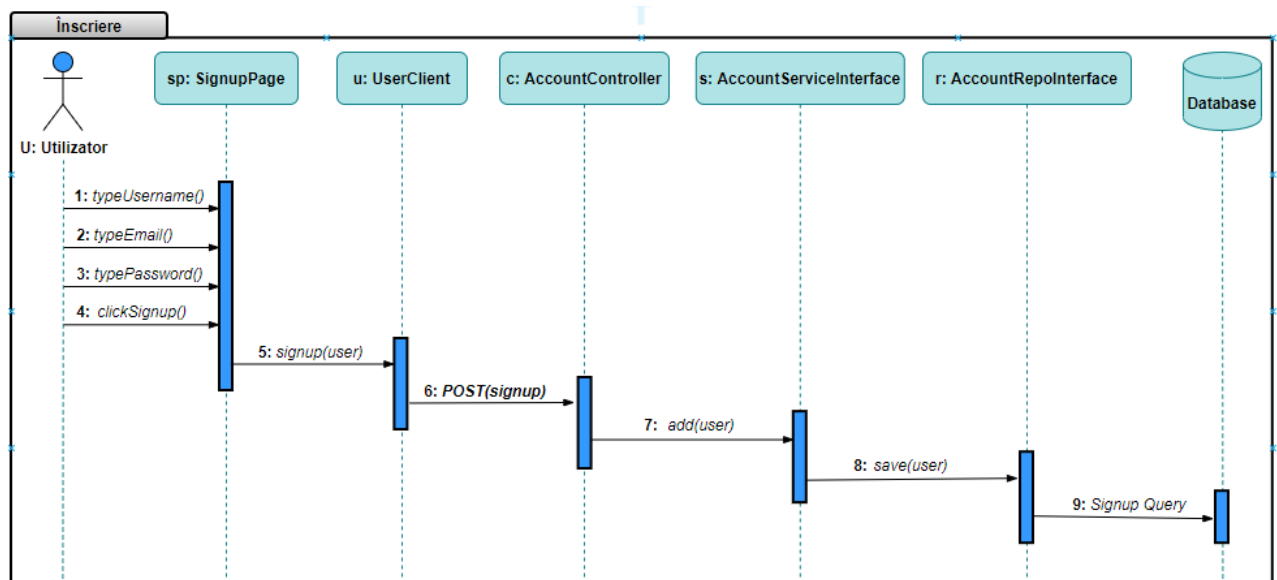 Înscriere
sp: SignupPage
u: UserClient
c: AccountController
s: AccountServiceInterface
r: AccountRepoInterface
Database
U: Utilizator
1: typeUsername()
2: typeEmail()
3: typePassword()
4: clickSignup()
5: signup(user)
6: POST(signup)
7: add(user)
8: save(user)
9: Signup Query